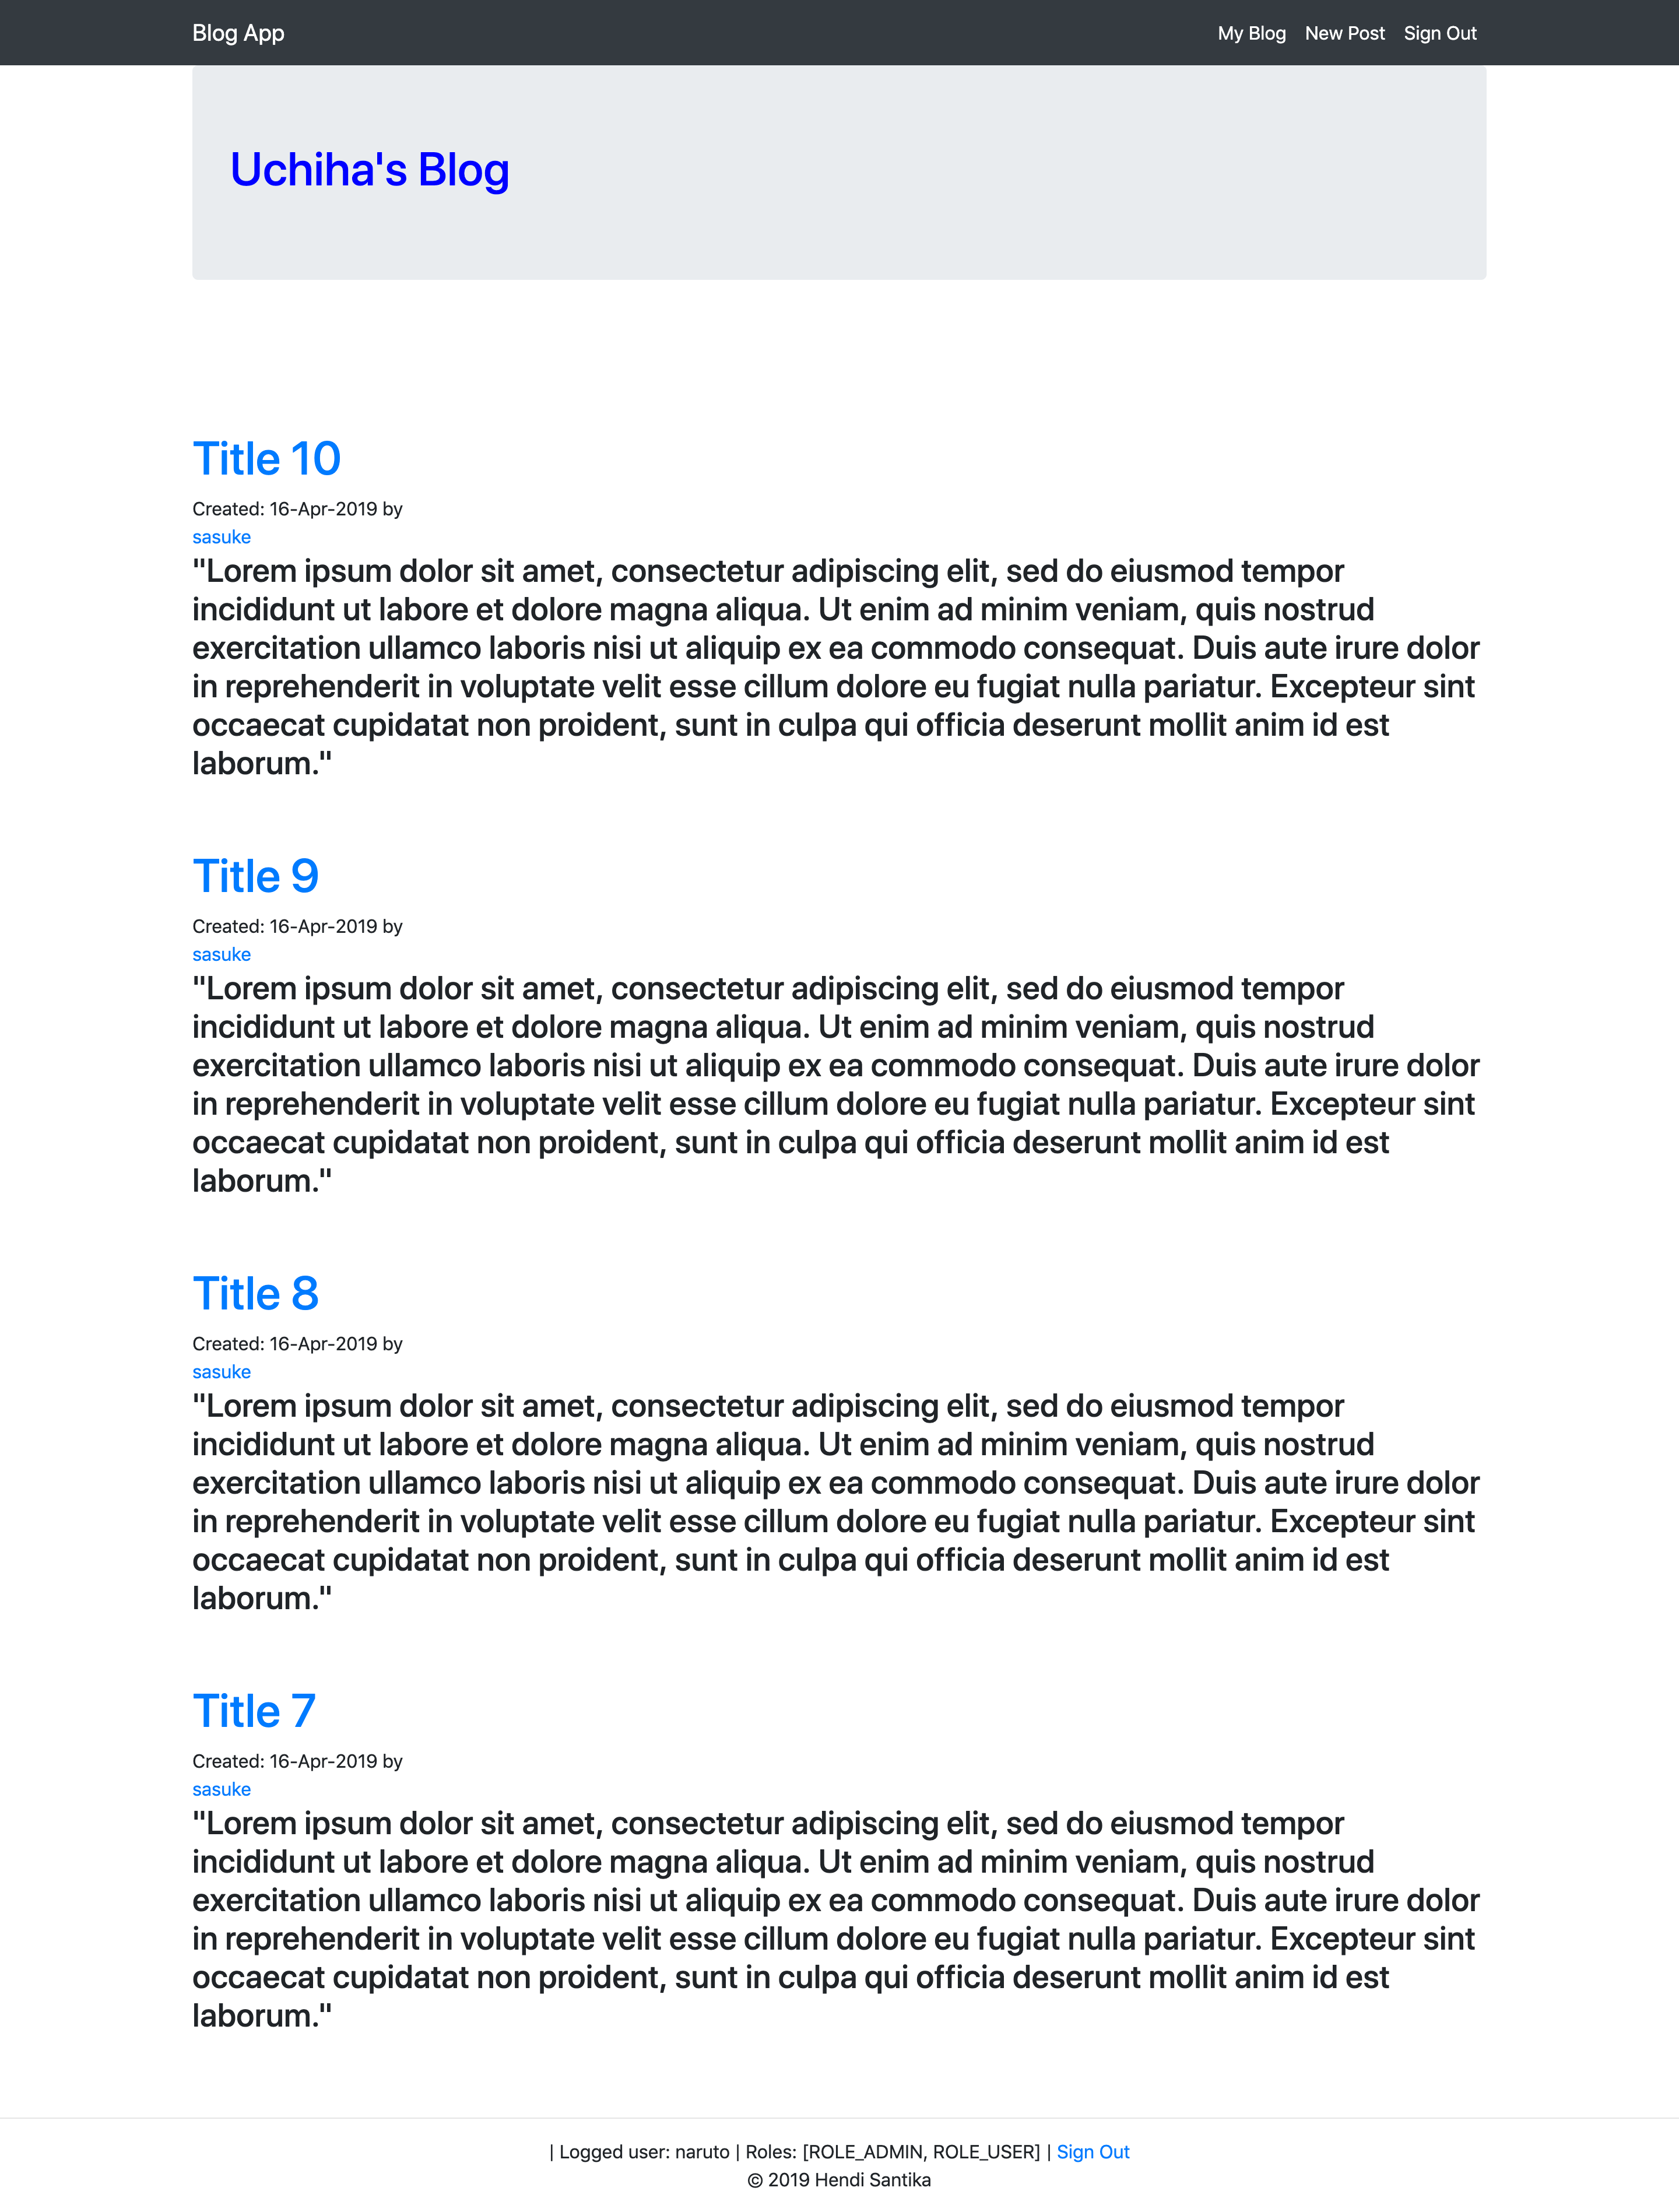 Blog App
My Blog New Post Sign Out
Uchiha's Blog
Title 10
Created: 16-Apr-2019 by
sasuke
"Lorem ipsum dolor sit amet, consectetur adipiscing elit, sed do eiusmod tempor
incididunt ut labore et dolore magna aliqua. Ut enim ad minim veniam, quis nostrud
exercitation ullamco laboris nisi ut aliquip ex ea commodo consequat. Duis aute irure dolor
in reprehenderit in voluptate velit esse cillum dolore eu fugiat nulla pariatur. Excepteur sint
occaecat cupidatat non proident, sunt in culpa qui officia deserunt mollit anim id est
laborum."
Title 9
Created: 16-Apr-2019 by
sasuke
"Lorem ipsum dolor sit amet, consectetur adipiscing elit, sed do eiusmod tempor
incididunt ut labore et dolore magna aliqua. Ut enim ad minim veniam, quis nostrud
exercitation ullamco laboris nisi ut aliquip ex ea commodo consequat. Duis aute irure dolor
in reprehenderit in voluptate velit esse cillum dolore eu fugiat nulla pariatur. Excepteur sint
occaecat cupidatat non proident, sunt in culpa qui officia deserunt mollit anim id est
laborum."
Title 8
Created: 16-Apr-2019 by
sasuke
"Lorem ipsum dolor sit amet, consectetur adipiscing elit, sed do eiusmod tempor
incididunt ut labore et dolore magna aliqua. Ut enim ad minim veniam, quis nostrud
exercitation ullamco laboris nisi ut aliquip ex ea commodo consequat. Duis aute irure dolor
in reprehenderit in voluptate velit esse cillum dolore eu fugiat nulla pariatur. Excepteur sint
occaecat cupidatat non proident, sunt in culpa qui officia deserunt mollit anim id est
laborum."
Title 7
Created: 16-Apr-2019 by
sasuke
"Lorem ipsum dolor sit amet, consectetur adipiscing elit, sed do eiusmod tempor
incididunt ut labore et dolore magna aliqua. Ut enim ad minim veniam, quis nostrud
exercitation ullamco laboris nisi ut aliquip ex ea commodo consequat. Duis aute irure dolor
in reprehenderit in voluptate velit esse cillum dolore eu fugiat nulla pariatur. Excepteur sint
occaecat cupidatat non proident, sunt in culpa qui officia deserunt mollit anim id est
laborum."
| Logged user: naruto | Roles: [ROLE_ADMIN, ROLE_USER] | Sign Out
© 2019 Hendi Santika